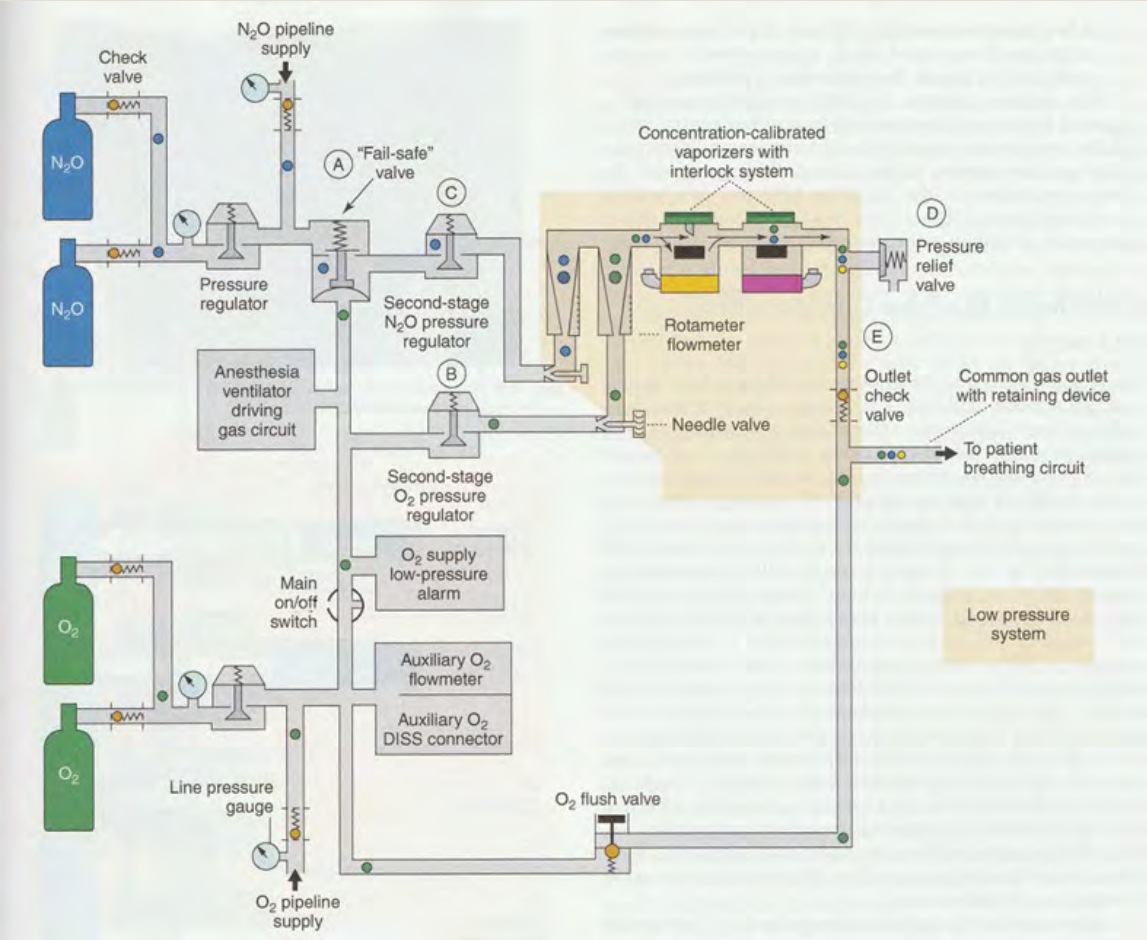 N₂O pipeline
supply
Check
valve
N₂O
A
"Fail-safe"
valve
C
Concentration-calibrated
vaporizers with
interlock system
D
Pressure
relief
valve
N₂O
Pressure
regulator
Second-stage
N₂O pressure
regulator
Rotameter
flowmeter
E
Anesthesia
ventilator
driving
gas circuit
B
Outlet
check
valve
Common gas outlet
with retaining device
Needle valve
To patient
breathing circuit
Second-stage
O₂ pressure
regulator
O₂ supply
low-pressure
alarm
Main
on/off
switch
O₂
Low pressure
system
Auxiliary O₂
flowmeter
Auxiliary O₂
DISS connector
O₂
Line pressure
gauge
O₂ flush valve
O₂ pipeline
supply